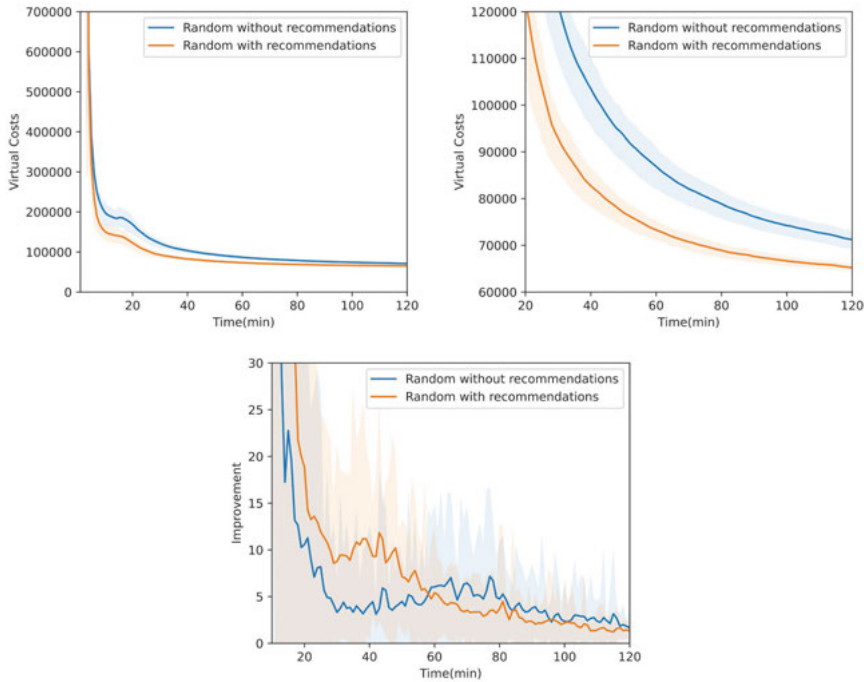 700000
600000
500000
400000
300000
200000
100000
0
Virtual Costs
Random without recommendations
Random with recommendations
20 40 60 80 100 120
Time(min)
120000
110000
100000
90000
80000
70000
60000
Virtual Costs
Random without recommendations
Random with recommendations
20 40 60 80 100 120
Time(min)
30
25
20
15
10
5
0
Improvement
Random without recommendations
Random with recommendations
20 40 60 80 100 120
Time(min)